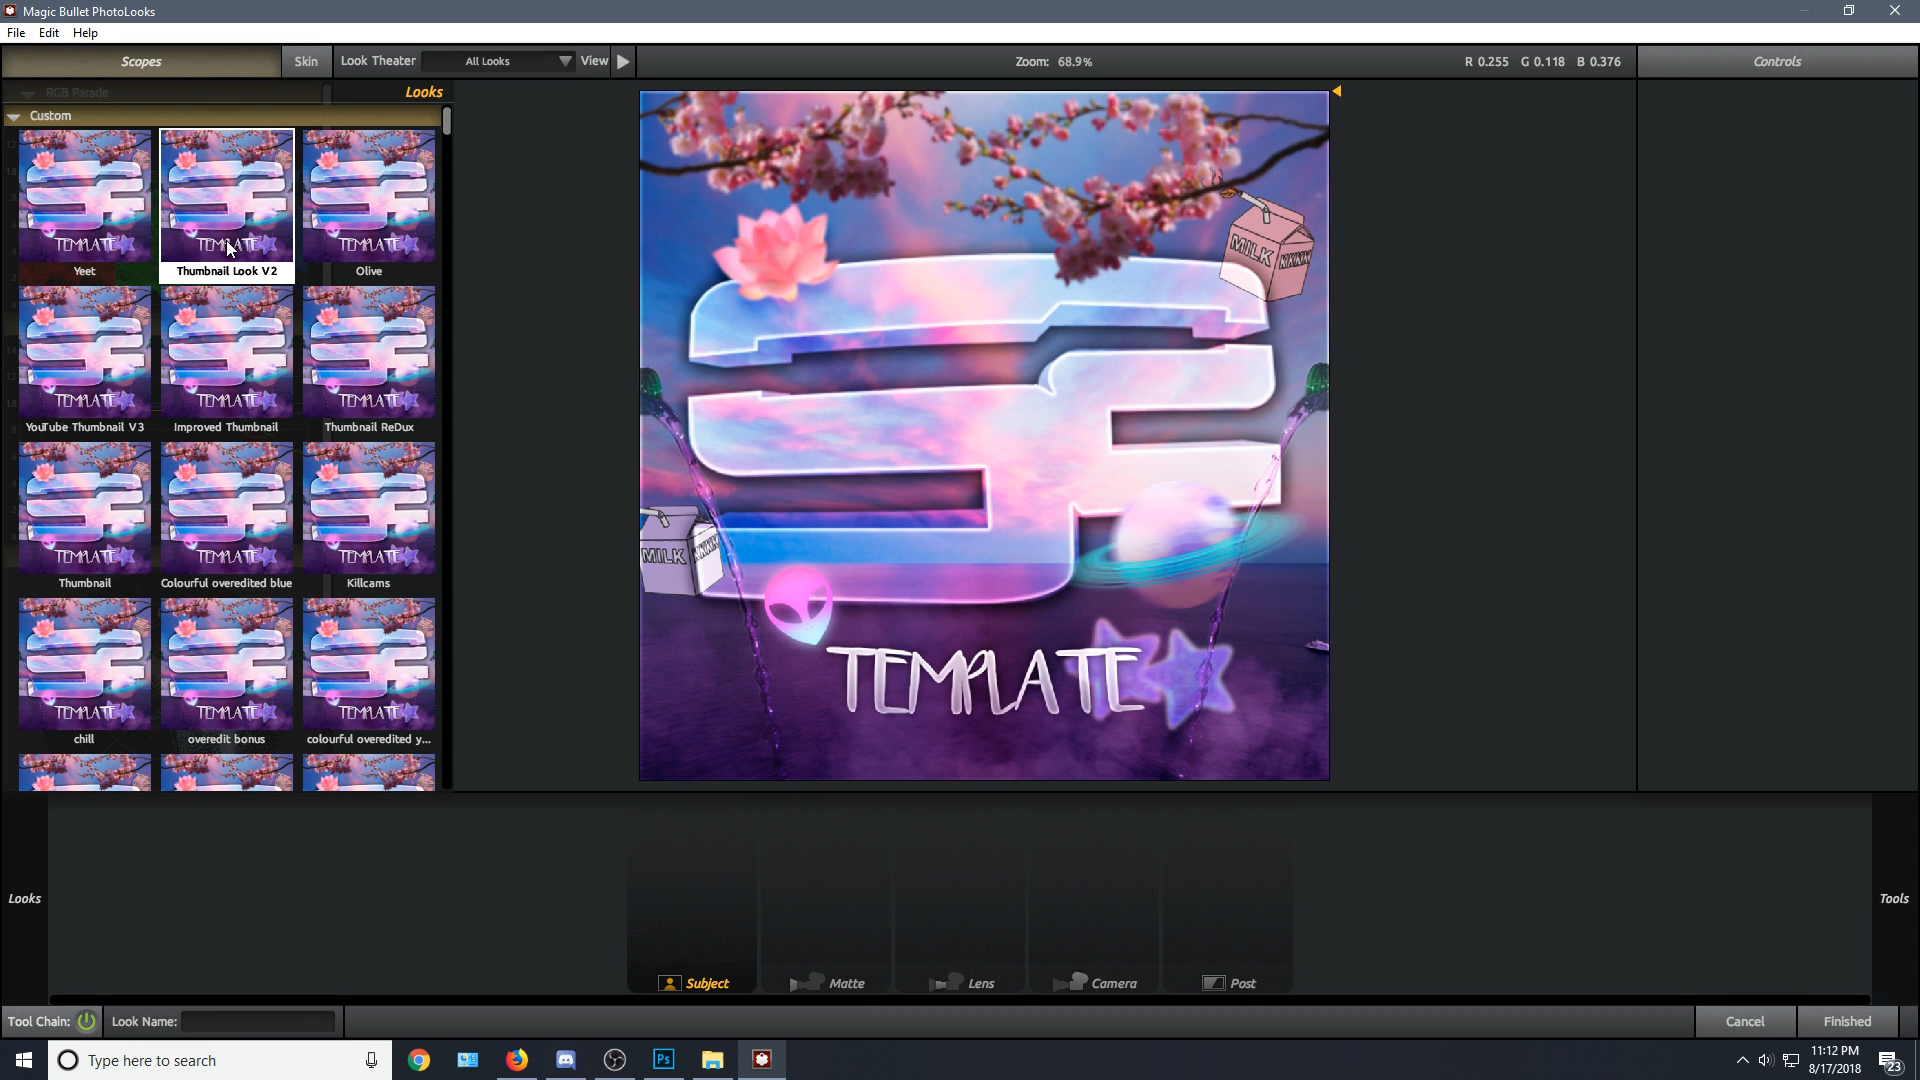 Magic Bullet PhotoLooks
File Edit Help
Scopes Skin Look Theater All Looks View Zoom: 68.9% R 0.255 G 0.118 B 0.376 Controls
RGB Parade Looks
Custom
Yeet Thumbnail Look V2 Olive
YouTube Thumbnail V3 Improved Thumbnail Thumbnail ReDux
Thumbnail Colourful overedited blue Killcams
chill overedit bonus colourful overedited y...
MILK
MILK
TEMPLATE
Looks Tools
Subject Matte Lens Camera Post
Tool Chain: Look Name: Cancel Finished
Type here to search
Ps
11:12 PM
8/17/2018
23